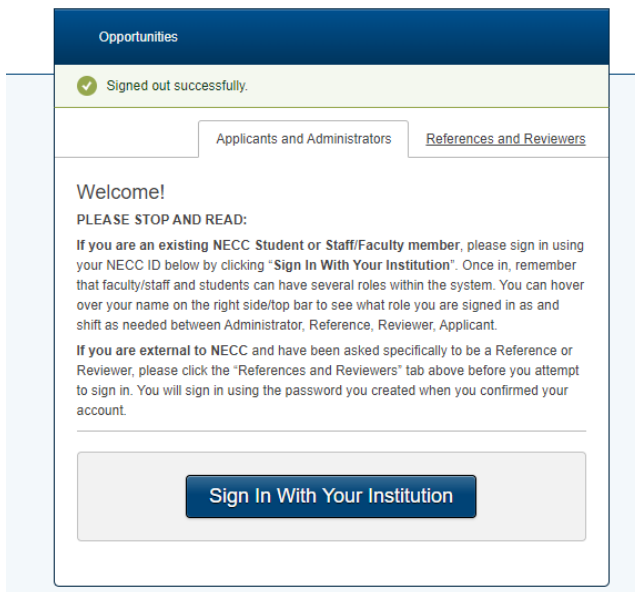 Opportunities
Signed out successfully.
Applicants and Administrators References and Reviewers
Welcome!
PLEASE STOP AND READ:
If you are an existing NECC Student or Staff/Faculty member, please sign in using
your NECC ID below by clicking “Sign In With Your Institution”. Once in, remember
that faculty/staff and students can have several roles within the system. You can hover
over your name on the right side/top bar to see what role you are signed in as and
shift as needed between Administrator, Reference, Reviewer, Applicant.
If you are external to NECC and have been asked specifically to be a Reference or
Reviewer, please click the “References and Reviewers” tab above before you attempt
to sign in. You will sign in using the password you created when you confirmed your
account.
Sign In With Your Institution